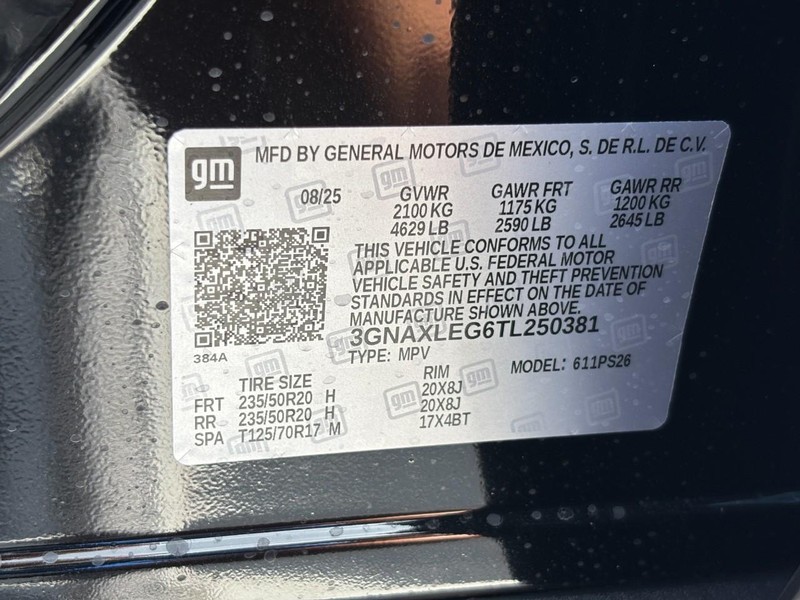 gm MFD BY GENERAL MOTORS DE MEXICO, S. DE R.L. DE C.V.
08/25 GVWR GAWR FRT GAWR RR
2100 KG 1175 KG 1200 KG
4629 LB 2590 LB 2645 LB
THIS VEHICLE CONFORMS TO ALL
APPLICABLE U.S. FEDERAL MOTOR
VEHICLE SAFETY AND THEFT PREVENTION
STANDARDS IN EFFECT ON THE DATE OF
MANUFACTURE SHOWN ABOVE.
3GNAXLEG6TL250381
384A TYPE: MPV MODEL: 611PS26
TIRE SIZE RIM
FRT 235/50R20 H 20X8J
RR 235/50R20 H 20X8J
SPA T125/70R17 M 17X4BT